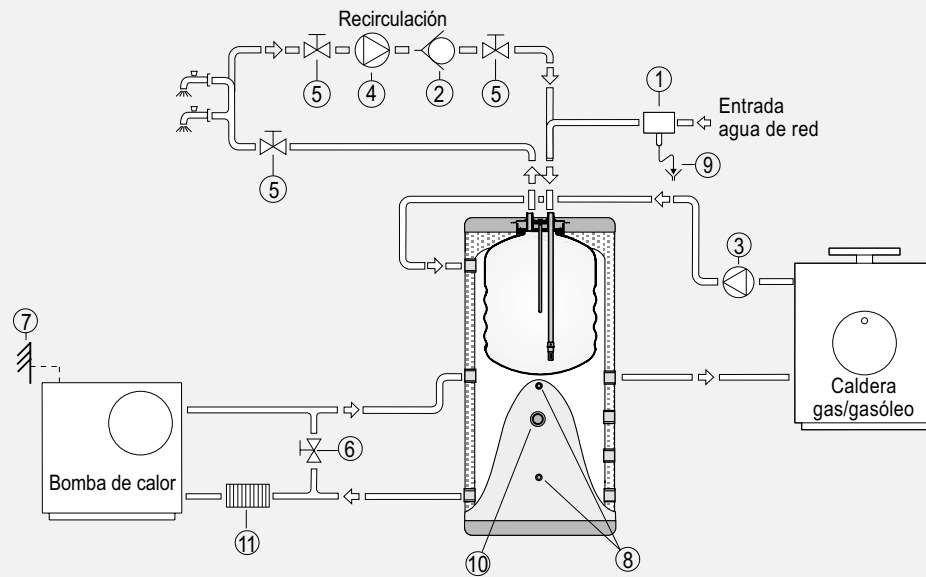 Recirculación
5
4
2
5
1
Entrada
agua de red
5
9
3
7
Caldera
gas/gasóleo
6
Bomba de calor
11
10
8